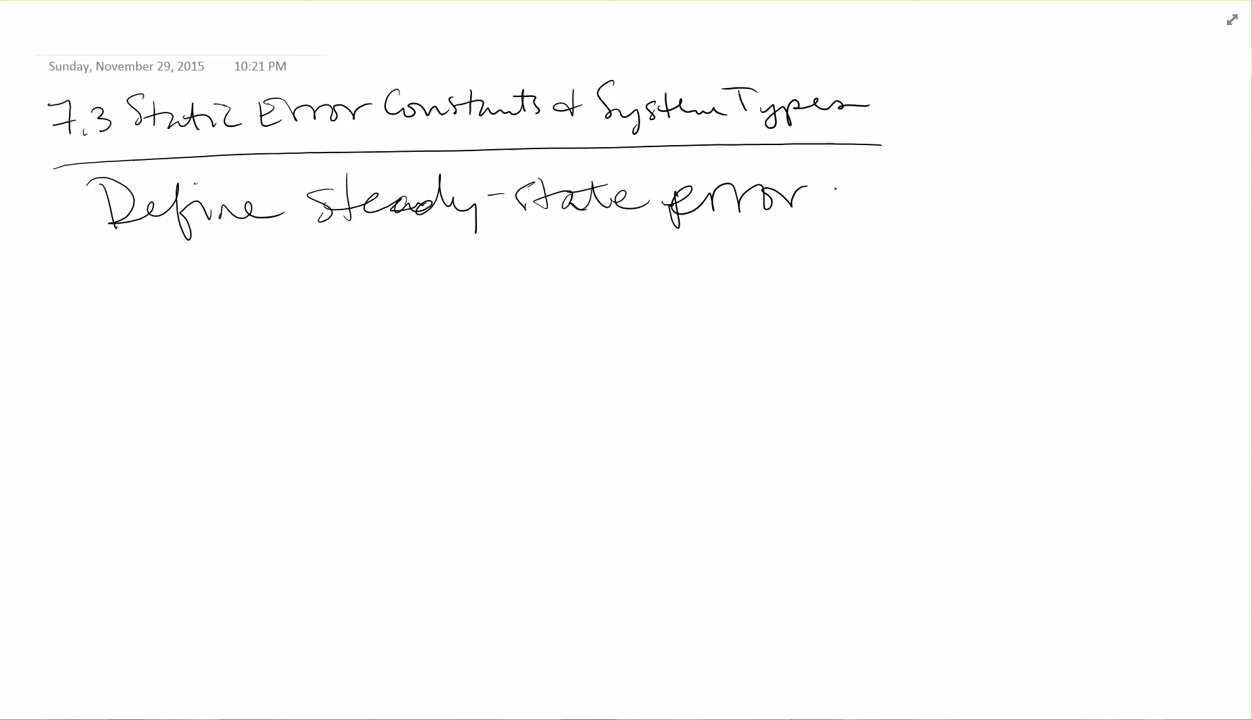 Sunday, November 29, 2015 10:21 PM
7.3 Static Error Constants & System Types
Define steady-state error